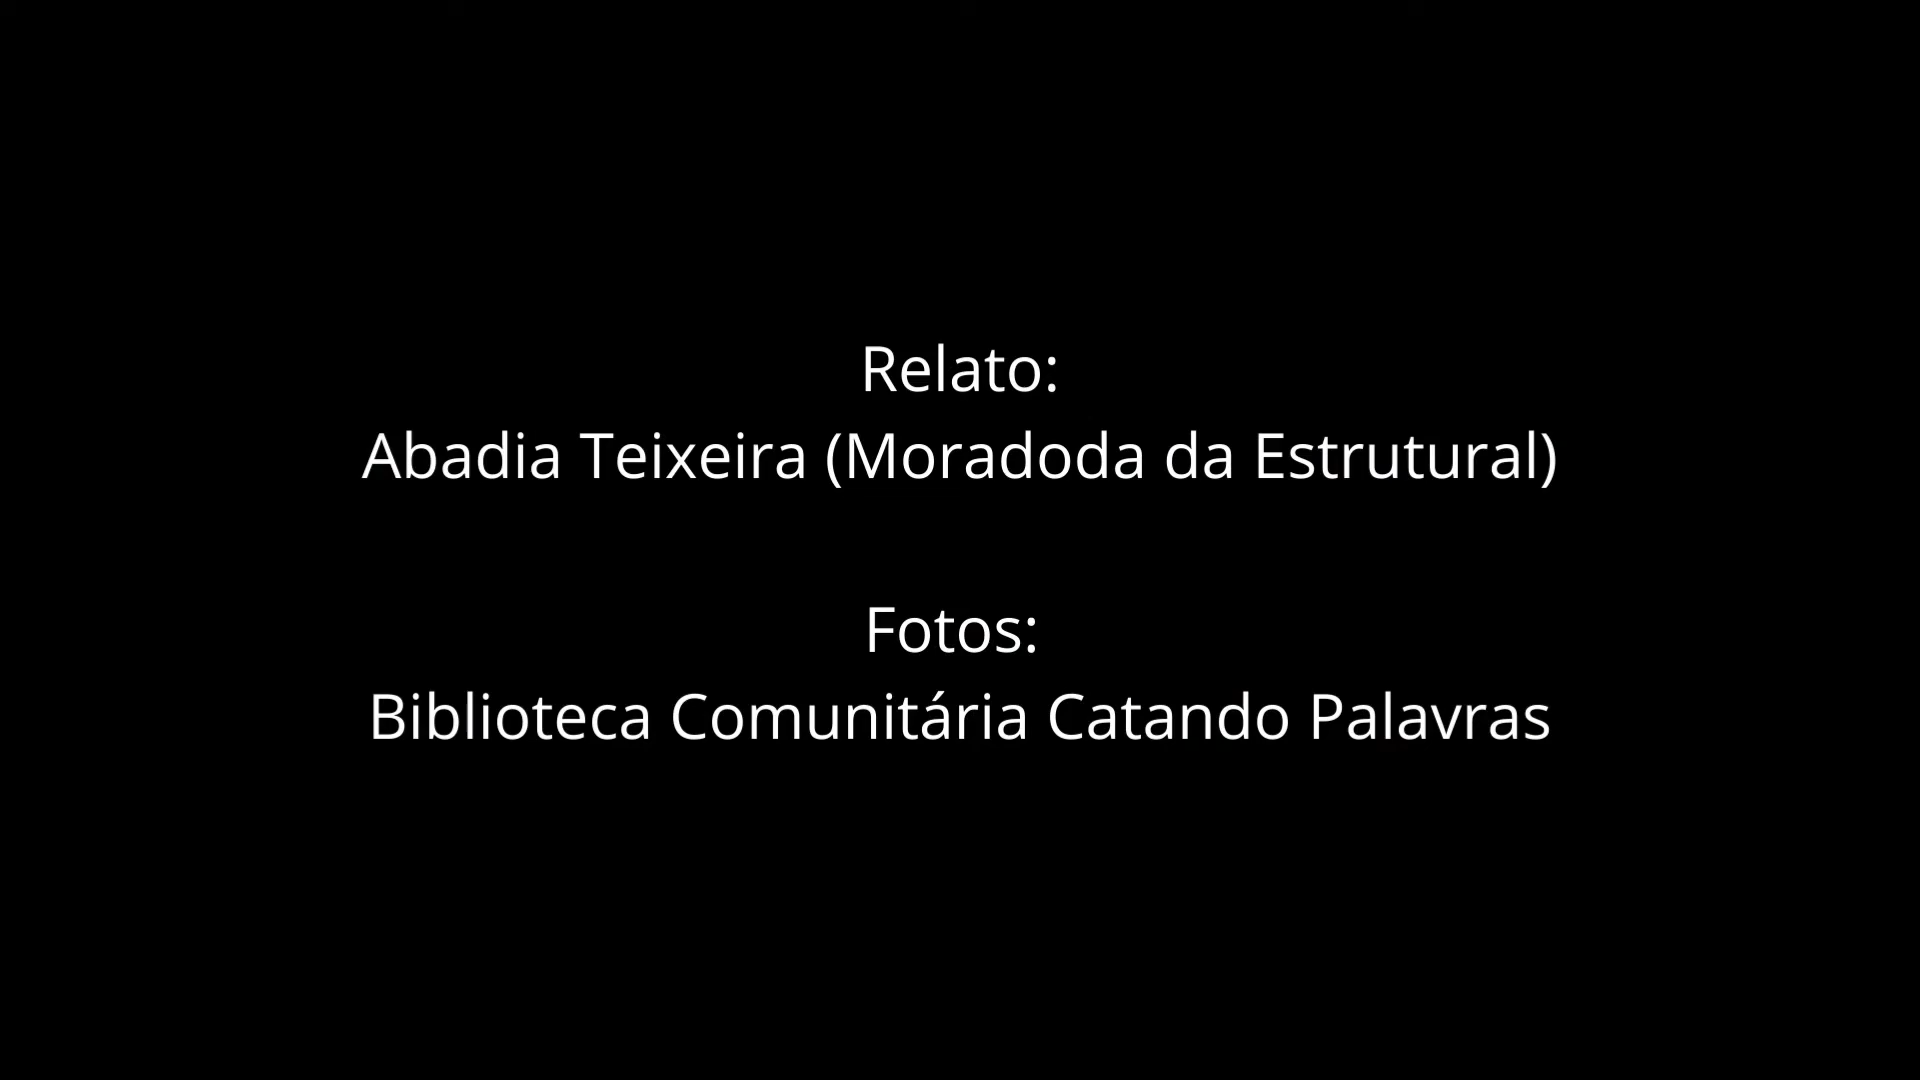 Relato:
Abadia Teixeira (Moradoda da Estrutural)
Fotos:
Biblioteca Comunitária Catando Palavras